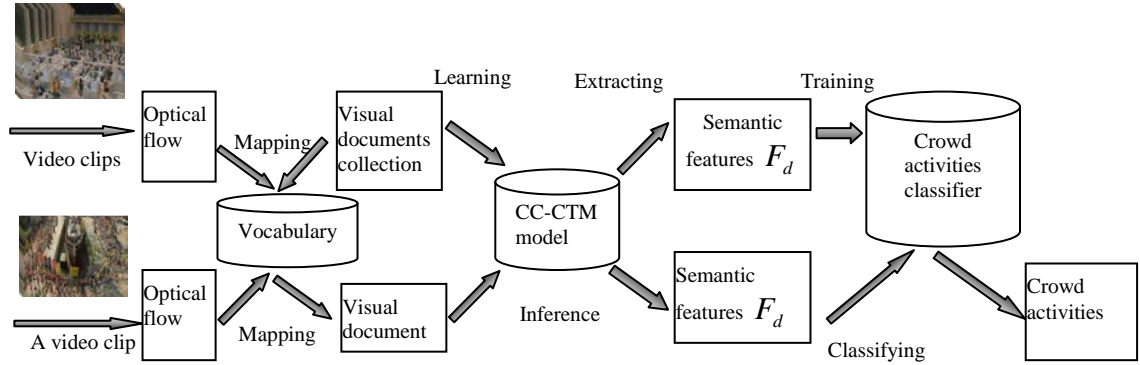 Learning
Extracting
Training
Optical
flow
Mapping
Visual
documents
collection
Semantic
features F_d
Crowd
activities
classifier
Video clips
Vocabulary
CC-CTM
model
Optical
flow
Mapping
Visual
document
Inference
Semantic
features F_d
Classifying
Crowd
activities
A video clip